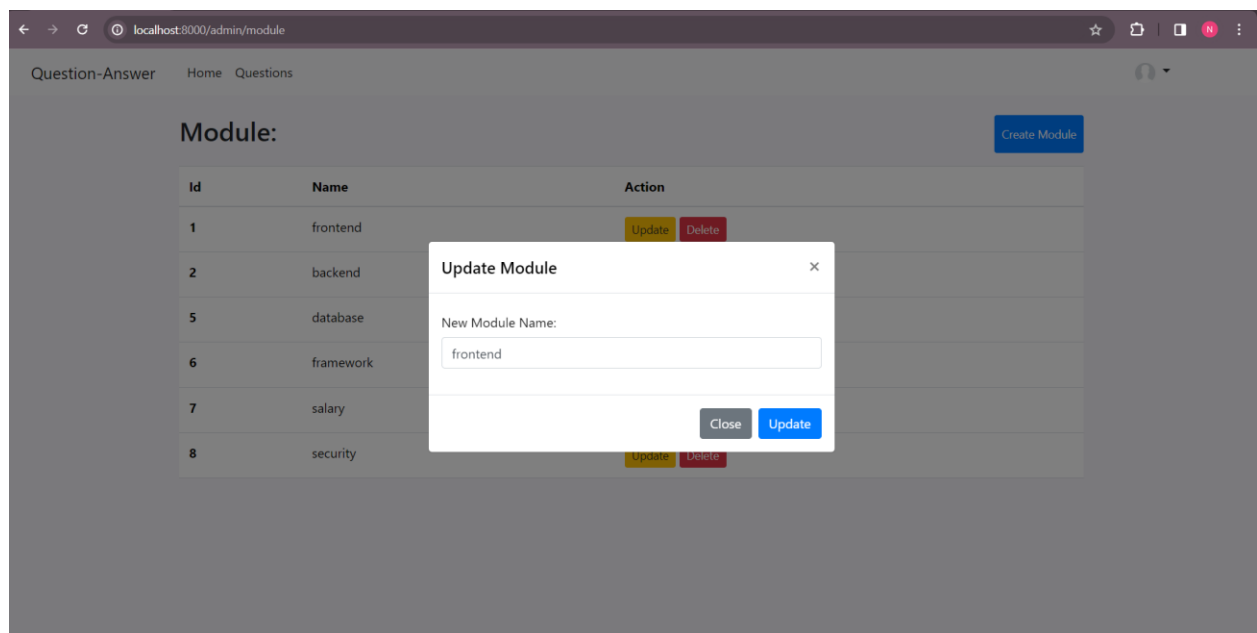 localhost:8000/admin/module
N
Question-Answer Home Questions
Module:
Create Module
Id Name Action
1 frontend Update Delete
2 backend
5 database
6 framework
7 salary
8 security Update Delete
Update Module ×
New Module Name:
frontend
Close Update